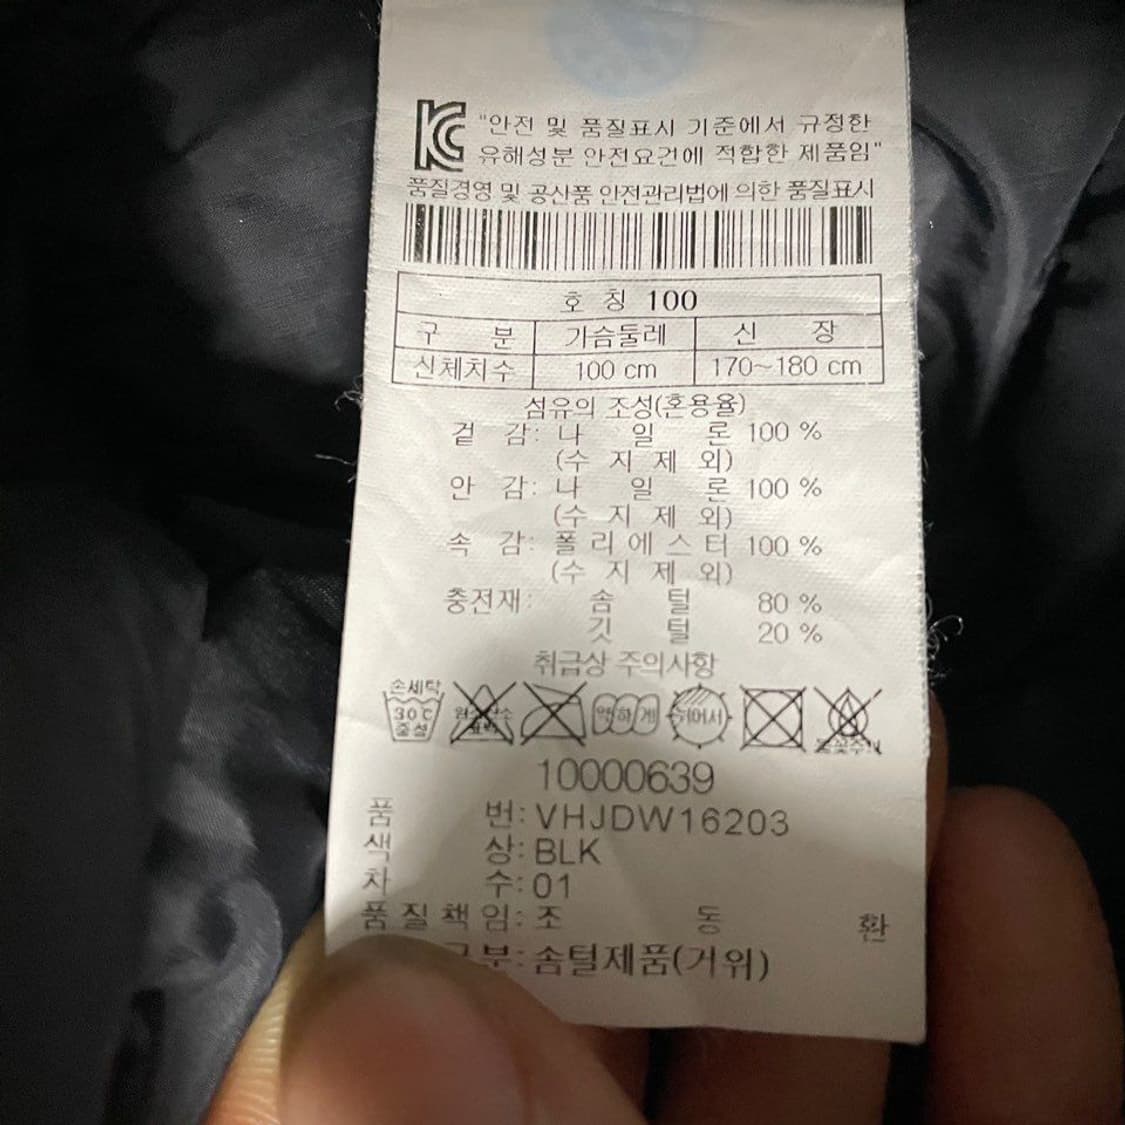 KC "안전 및 품질표시 기준에서 규정한
유해성분 안전요건에 적합한 제품임"
품질경영 및 공산품 안전관리법에 의한 품질표시
호 칭 100
구 분 가슴둘레 신 장
신체치수 100 cm 170~180 cm
섬유의 조성(혼용율)
겉 감: 나 일 론 100 %
(수 지 제 외)
안 감: 나 일 론 100 %
(수 지 제 외)
속 감: 폴 리 에 스 터 100 %
(수 지 제 외)
충전재: 솜 털 80 %
깃 털 20 %
취급상 주의사항
손세탁
30℃
중성
약하게
뉘어서
10000639
품 번: VHJDW16203
색 상: BLK
차 수: 01
품 질 책 임: 조 동 환
구분: 솜털제품(거위)